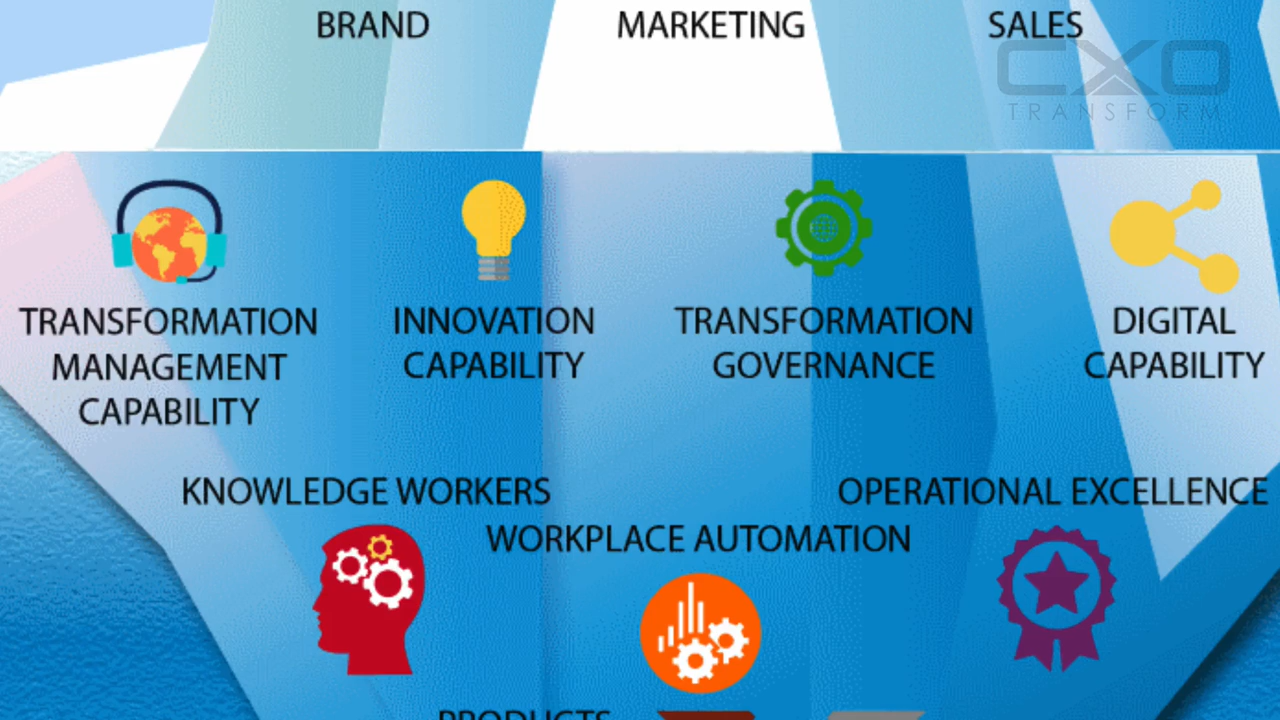 BRAND
MARKETING
SALES
CXO
TRANSFORM
TRANSFORMATION
MANAGEMENT
CAPABILITY
INNOVATION
CAPABILITY
TRANSFORMATION
GOVERNANCE
DIGITAL
CAPABILITY
KNOWLEDGE WORKERS
OPERATIONAL EXCELLENCE
WORKPLACE AUTOMATION
PRODUCTS